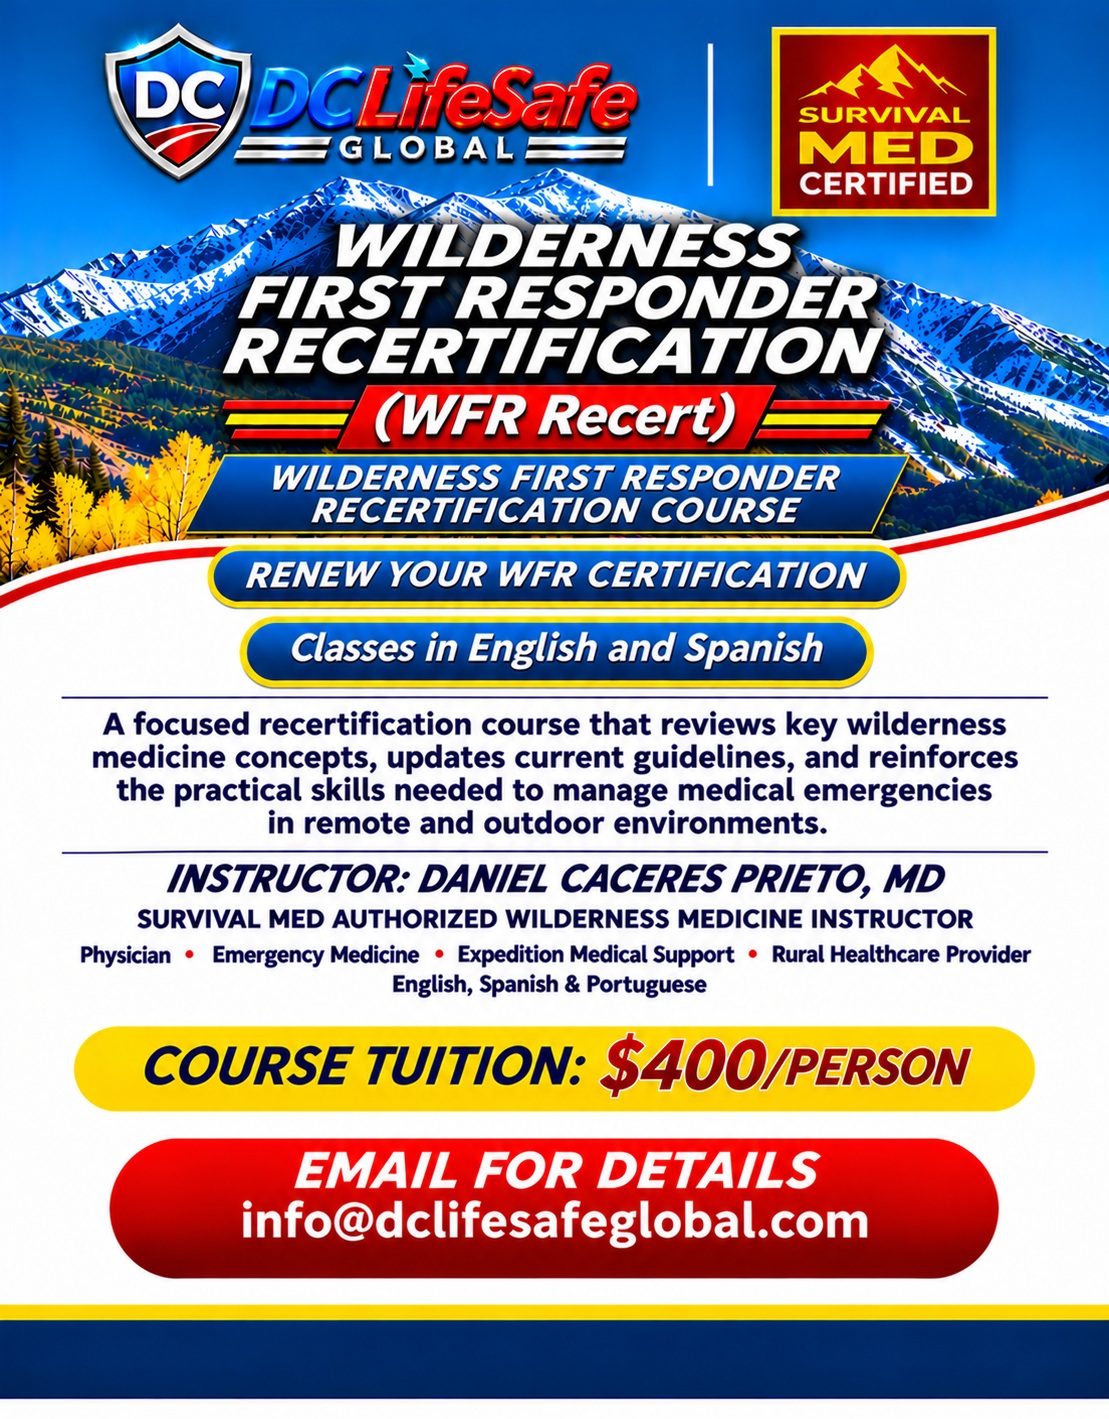 DC
DC LifeSafe
GLOBAL
SURVIVAL
MED
CERTIFIED
WILDERNESS
FIRST RESPONDER
RECERTIFICATION
(WFR Recert)
WILDERNESS FIRST RESPONDER
RECERTIFICATION COURSE
RENEW YOUR WFR CERTIFICATION
Classes in English and Spanish
A focused recertification course that reviews key wilderness
medicine concepts, updates current guidelines, and reinforces
the practical skills needed to manage medical emergencies
in remote and outdoor environments.
INSTRUCTOR: DANIEL CACERES PRIETO, MD
SURVIVAL MED AUTHORIZED WILDERNESS MEDICINE INSTRUCTOR
Physician • Emergency Medicine • Expedition Medical Support • Rural Healthcare Provider
English, Spanish & Portuguese
COURSE TUITION: $400/PERSON
EMAIL FOR DETAILS
info@dclifesafeglobal.com